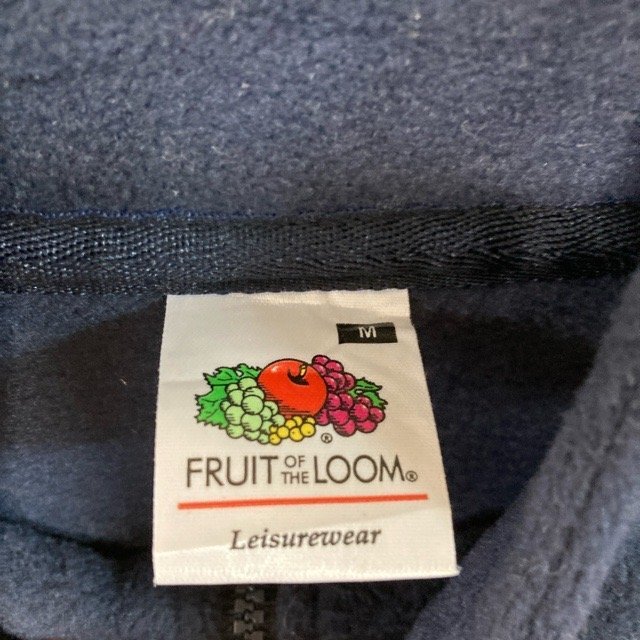 M
®
FRUIT OF THE LOOM®
Leisurewear